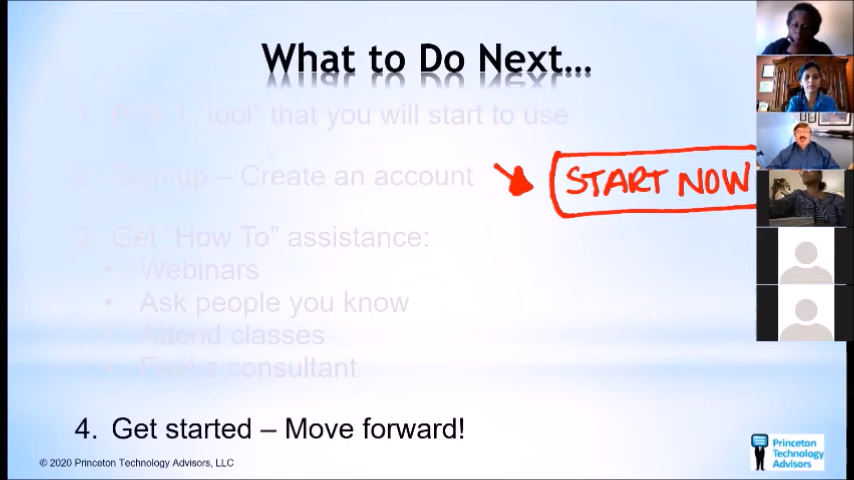 What to Do Next...
1. Pick 1 "tool" that you will start to use
2. Sign up – Create an account
START NOW
3. Get "How To" assistance:
• Webinars
• Ask people you know
• Attend classes
• Find a consultant
4. Get started – Move forward!
© 2020 Princeton Technology Advisors, LLC
Princeton
Technology
Advisors